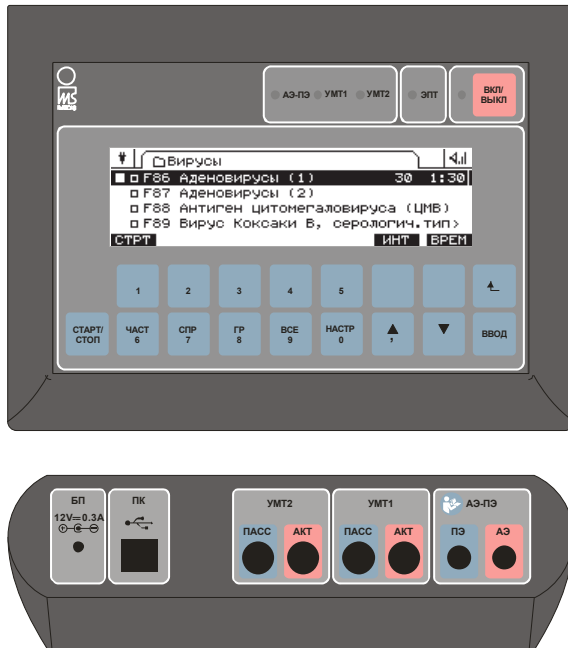 АЭ-ПЭ УМТ1 УМТ2 ЭПТ ВКЛ/
ВЫКЛ
Вирусы
F86 Аденовирусы (1) 30 1:30
F87 Аденовирусы (2)
F88 Антиген цитомегаловируса (ЦМВ)
F89 Вирус Коксаки В, серологич.тип>
СТРТ ИНТ ВРЕМ
1 2 3 4 5
СТАРТ/
СТОП
ЧАСТ
6
СПР
7
ГР
8
ВСЕ
9
НАСТР
0
,
ВВОД
БП
12V 0.3A
ПК
УМТ2
ПАСС АКТ
УМТ1
ПАСС АКТ
АЭ-ПЭ
ПЭ АЭ